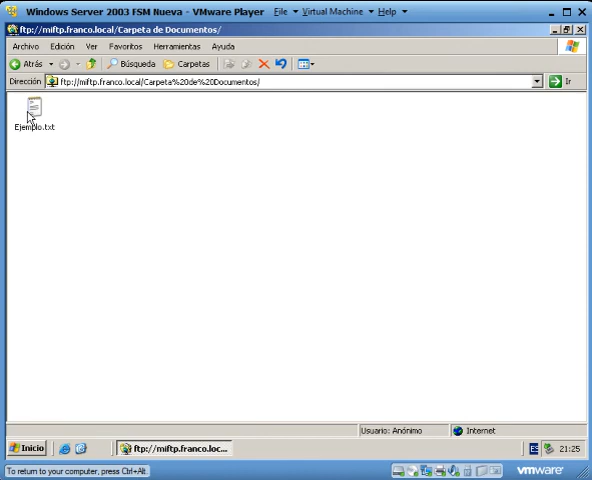 Windows Server 2003 FSM Nueva - VMware Player File Virtual Machine Help
ftp://miftp.franco.local/Carpeta de Documentos/
Archivo Edición Ver Favoritos Herramientas Ayuda
Atrás Búsqueda Carpetas
Dirección ftp://miftp.franco.local/Carpeta%20de%20Documentos/ Ir
Ejemplo.txt
Usuario: Anónimo Internet
Inicio ftp://miftp.franco.loc... ES 21:25
To return to your computer, press Ctrl+Alt vmware